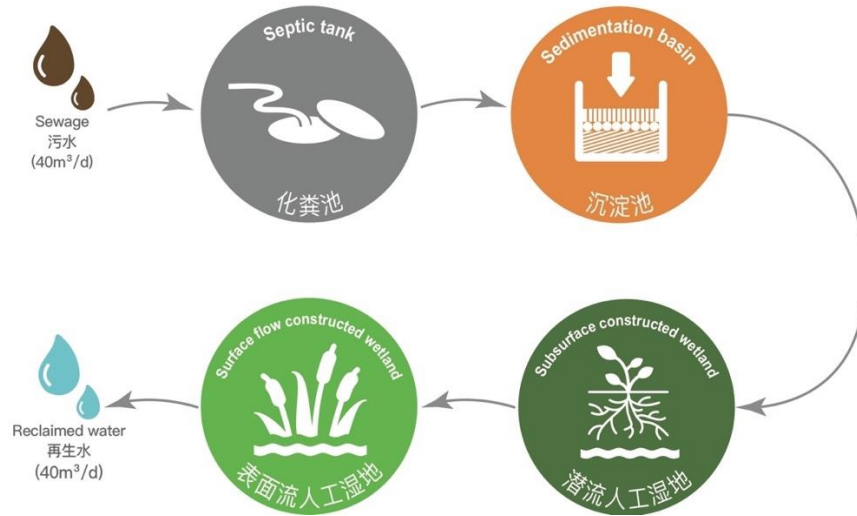 Sewage
污水
(40m³/d)
Septic tank
化粪池
Sedimentation basin
沉淀池
Subsurface constructed wetland
潜流人工湿地
Surface flow constructed wetland
表面流人工湿地
Reclaimed water
再生水
(40m³/d)